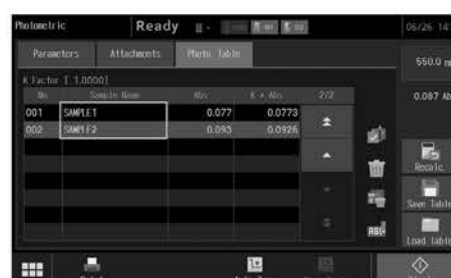 Photometric Ready 06/26 14
Parameters Attachments Photo. Table
550.0 nm
K Factor [ 1.0000]
No Sample Name Abs K * Abs 2/2
0.087 Ab
001 SAMPLE1 0.077 0.0773
002 SAMPLE2 0.093 0.0926
Recalc.
Save Table
Load Table